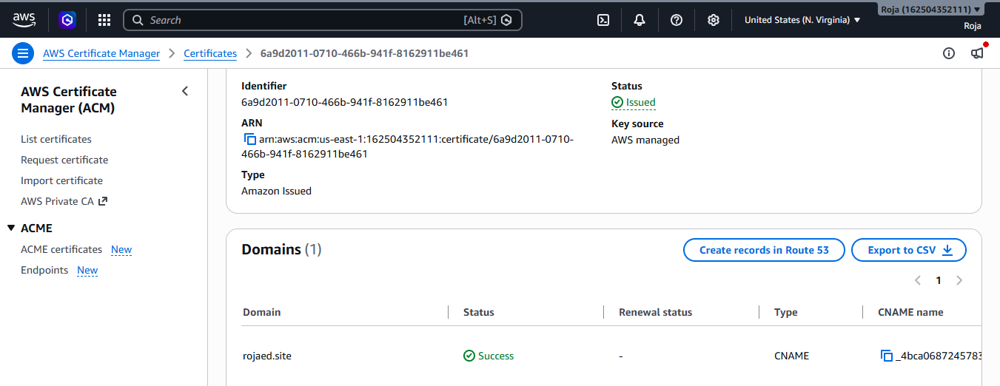 aws
Search [Alt+S]
United States (N. Virginia)
Roja (162504352111)
Roja
AWS Certificate Manager > Certificates > 6a9d2011-0710-466b-941f-8162911be461
AWS Certificate
Manager (ACM)
List certificates
Request certificate
Import certificate
AWS Private CA
ACME
ACME certificates New
Endpoints New
Identifier
6a9d2011-0710-466b-941f-8162911be461
ARN
arn:aws:acm:us-east-1:162504352111:certificate/6a9d2011-0710-
466b-941f-8162911be461
Type
Amazon Issued
Status
Issued
Key source
AWS managed
Domains (1)
Create records in Route 53
Export to CSV
1
Domain Status Renewal status Type CNAME name
rojaed.site Success - CNAME _4bca0687245783